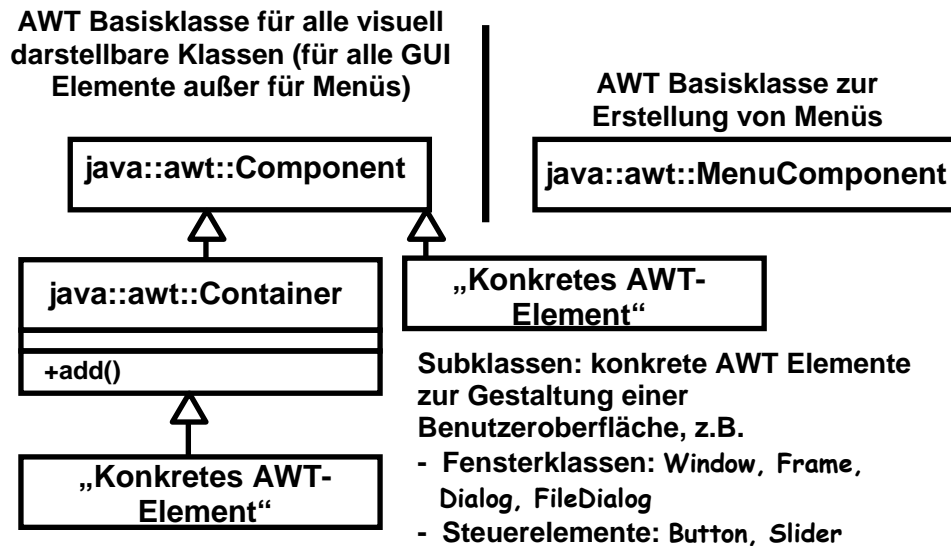 AWT Basisklasse für alle visuell
darstellbare Klassen (für alle GUI
Elemente außer für Menüs)
AWT Basisklasse zur
Erstellung von Menüs
java::awt::Component
java::awt::MenuComponent
java::awt::Container
+add()
„Konkretes AWT-
Element“
„Konkretes AWT-
Element“
Subklassen: konkrete AWT Elemente
zur Gestaltung einer
Benutzeroberfläche, z.B.
- Fensterklassen: Window, Frame,
Dialog, FileDialog
- Steuerelemente: Button, Slider